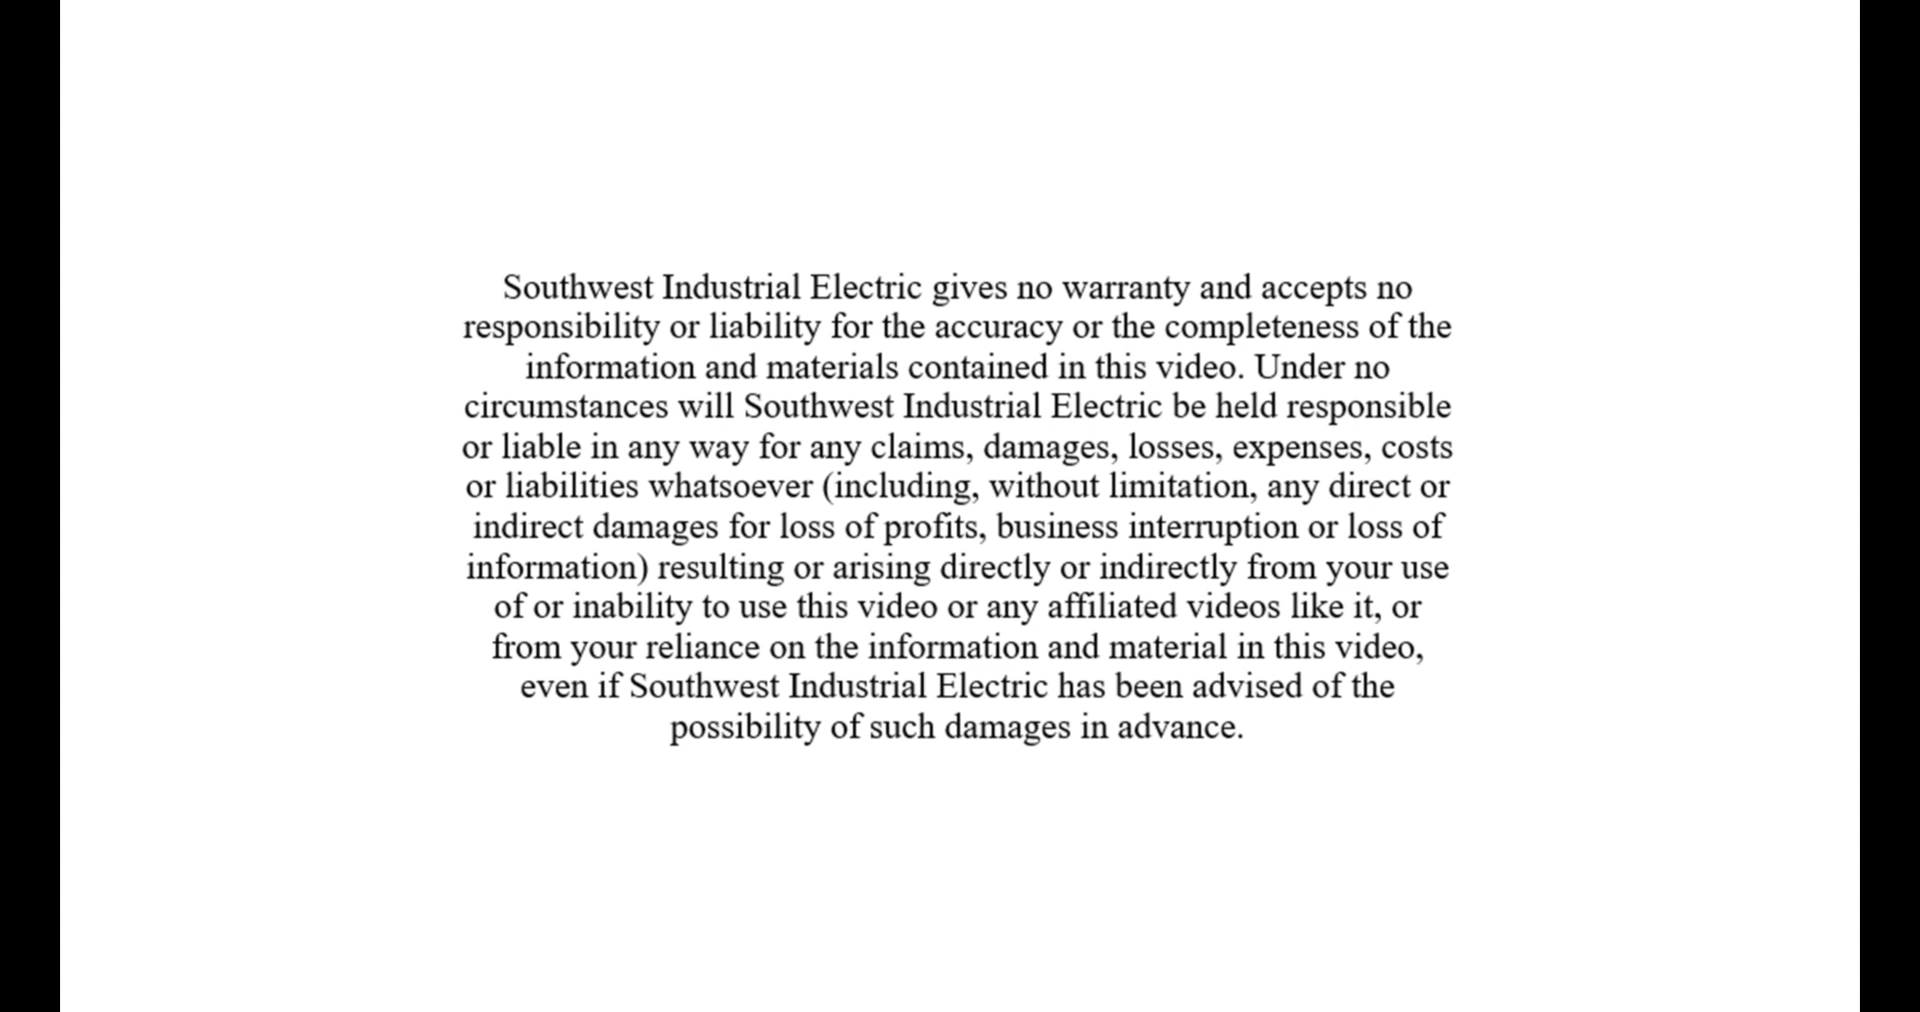 Southwest Industrial Electric gives no warranty and accepts no
responsibility or liability for the accuracy or the completeness of the
information and materials contained in this video. Under no
circumstances will Southwest Industrial Electric be held responsible
or liable in any way for any claims, damages, losses, expenses, costs
or liabilities whatsoever (including, without limitation, any direct or
indirect damages for loss of profits, business interruption or loss of
information) resulting or arising directly or indirectly from your use
of or inability to use this video or any affiliated videos like it, or
from your reliance on the information and material in this video,
even if Southwest Industrial Electric has been advised of the
possibility of such damages in advance.